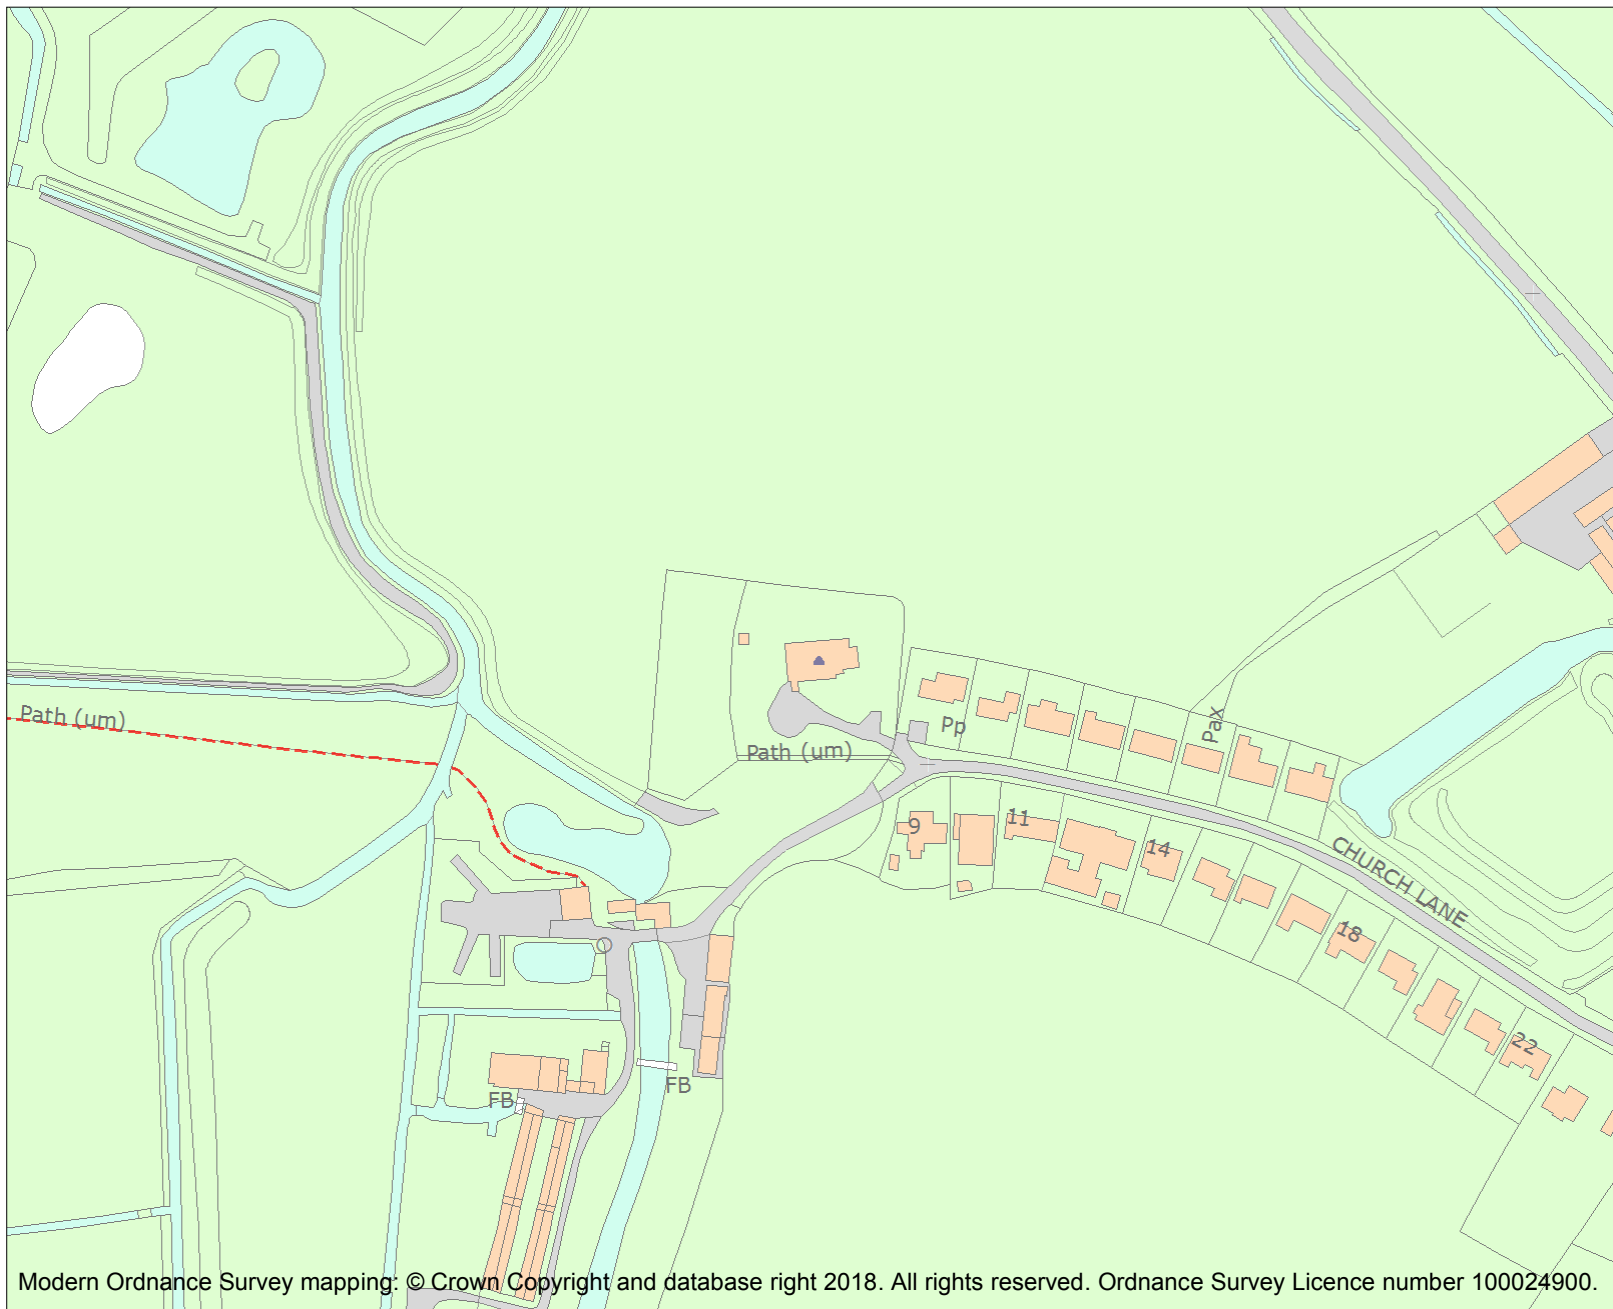 Path (um)
Pp
Pax
Path (um)
9
11
14
CHURCH LANE
18
22
FB
FB
Modern Ordnance Survey mapping: © Crown Copyright and database right 2018. All rights reserved. Ordnance Survey Licence number 100024900.